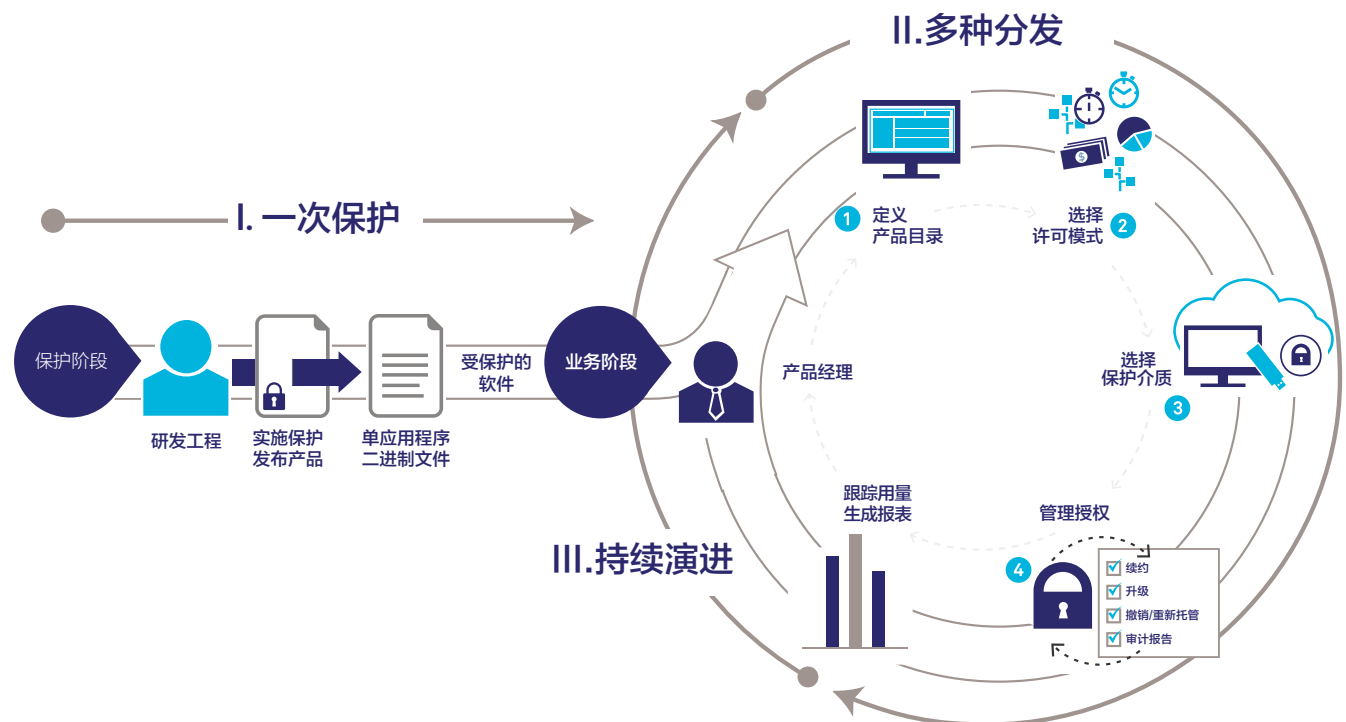 II.多种分发
I. 一次保护
1
定义
产品目录
选择
许可模式
2
保护阶段
研发工程
实施保护
发布产品
单应用程序
二进制文件
受保护的
软件
业务阶段
产品经理
选择
保护介质
3
III.持续演进
跟踪用量
生成报表
管理授权
4
续约
升级
撤销/重新托管
审计报告
$